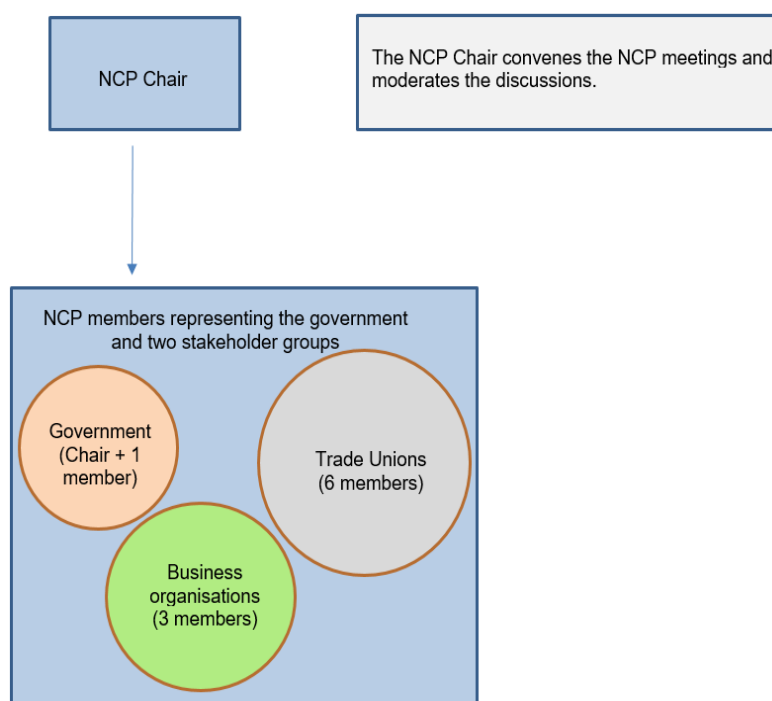 NCP Chair
The NCP Chair convenes the NCP meetings and
moderates the discussions.
NCP members representing the government
and two stakeholder groups
Government
(Chair + 1
member)
Trade Unions
(6 members)
Business
organisations
(3 members)